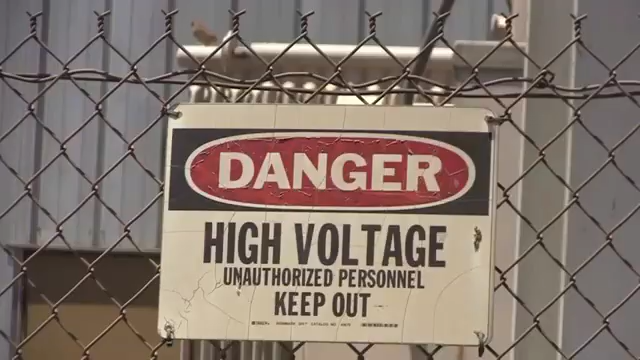 DANGER
HIGH VOLTAGE
UNAUTHORIZED PERSONNEL
KEEP OUT